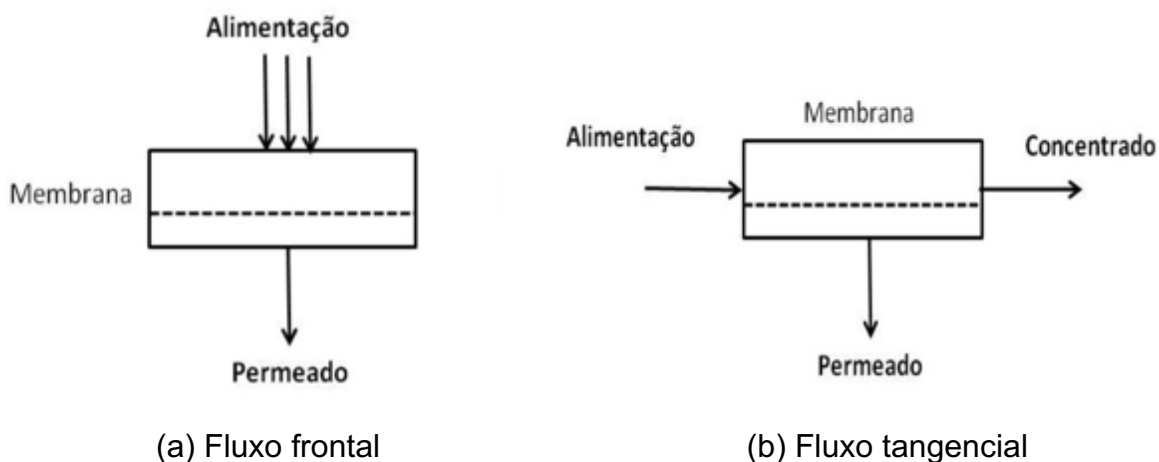 Alimentação
Membrana
Permeado
(a) Fluxo frontal
Membrana
Alimentação
Concentrado
Permeado
(b) Fluxo tangencial